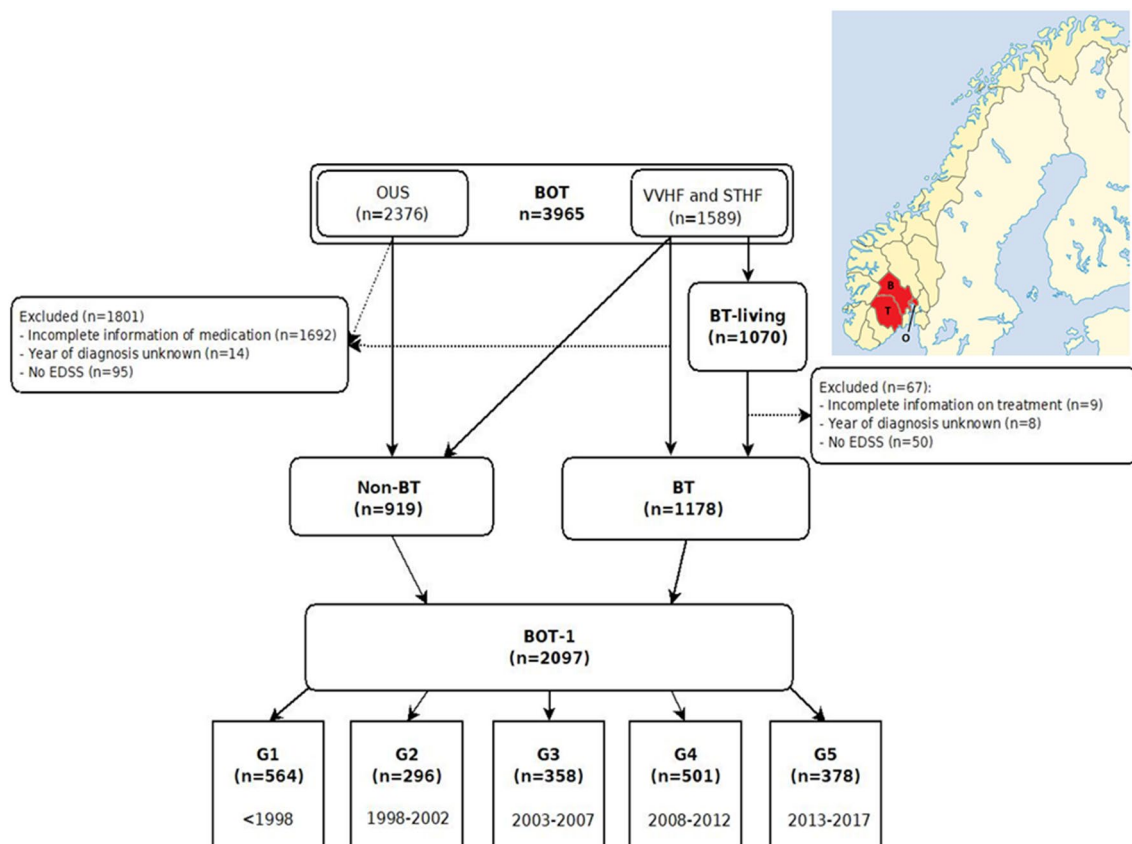 OUS
(n=2376)
BOT
n=3965
VVHF and STHF
(n=1589)
Excluded (n=1801)
- Incomplete information of medication (n=1692)
- Year of diagnosis unknown (n=14)
- No EDSS (n=95)
BT-living
(n=1070)
B
T
O
Excluded (n=67):
- Incomplete infomation on treatment (n=9)
- Year of diagnosis unknown (n=8)
- No EDSS (n=50)
Non-BT
(n=919)
BT
(n=1178)
BOT-1
(n=2097)
G1
(n=564)
<1998
G2
(n=296)
1998-2002
G3
(n=358)
2003-2007
G4
(n=501)
2008-2012
G5
(n=378)
2013-2017